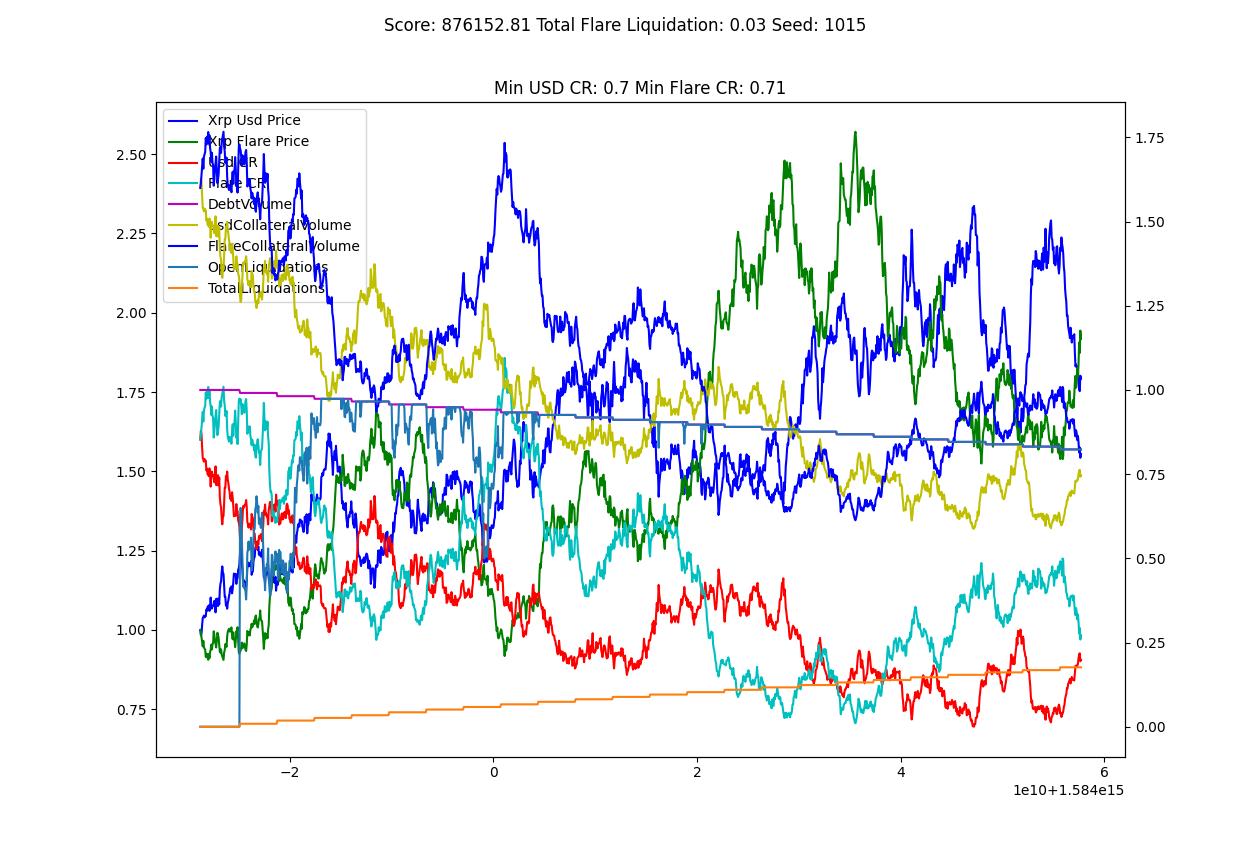 Score: 876152.81 Total Flare Liquidation: 0.03 Seed: 1015
Min USD CR: 0.7 Min Flare CR: 0.71
Xrp Usd Price
Xrp Flare Price
Usd CR
Flare CR
DebtVolume
UsdCollateralVolume
FlareCollateralVolume
OpenLiquidations
TotalLiquidations
2.50
2.25
2.00
1.75
1.50
1.25
1.00
0.75
1.75
1.50
1.25
1.00
0.75
0.50
0.25
0.00
−2 0 2 4 6
1e10+1.584e15